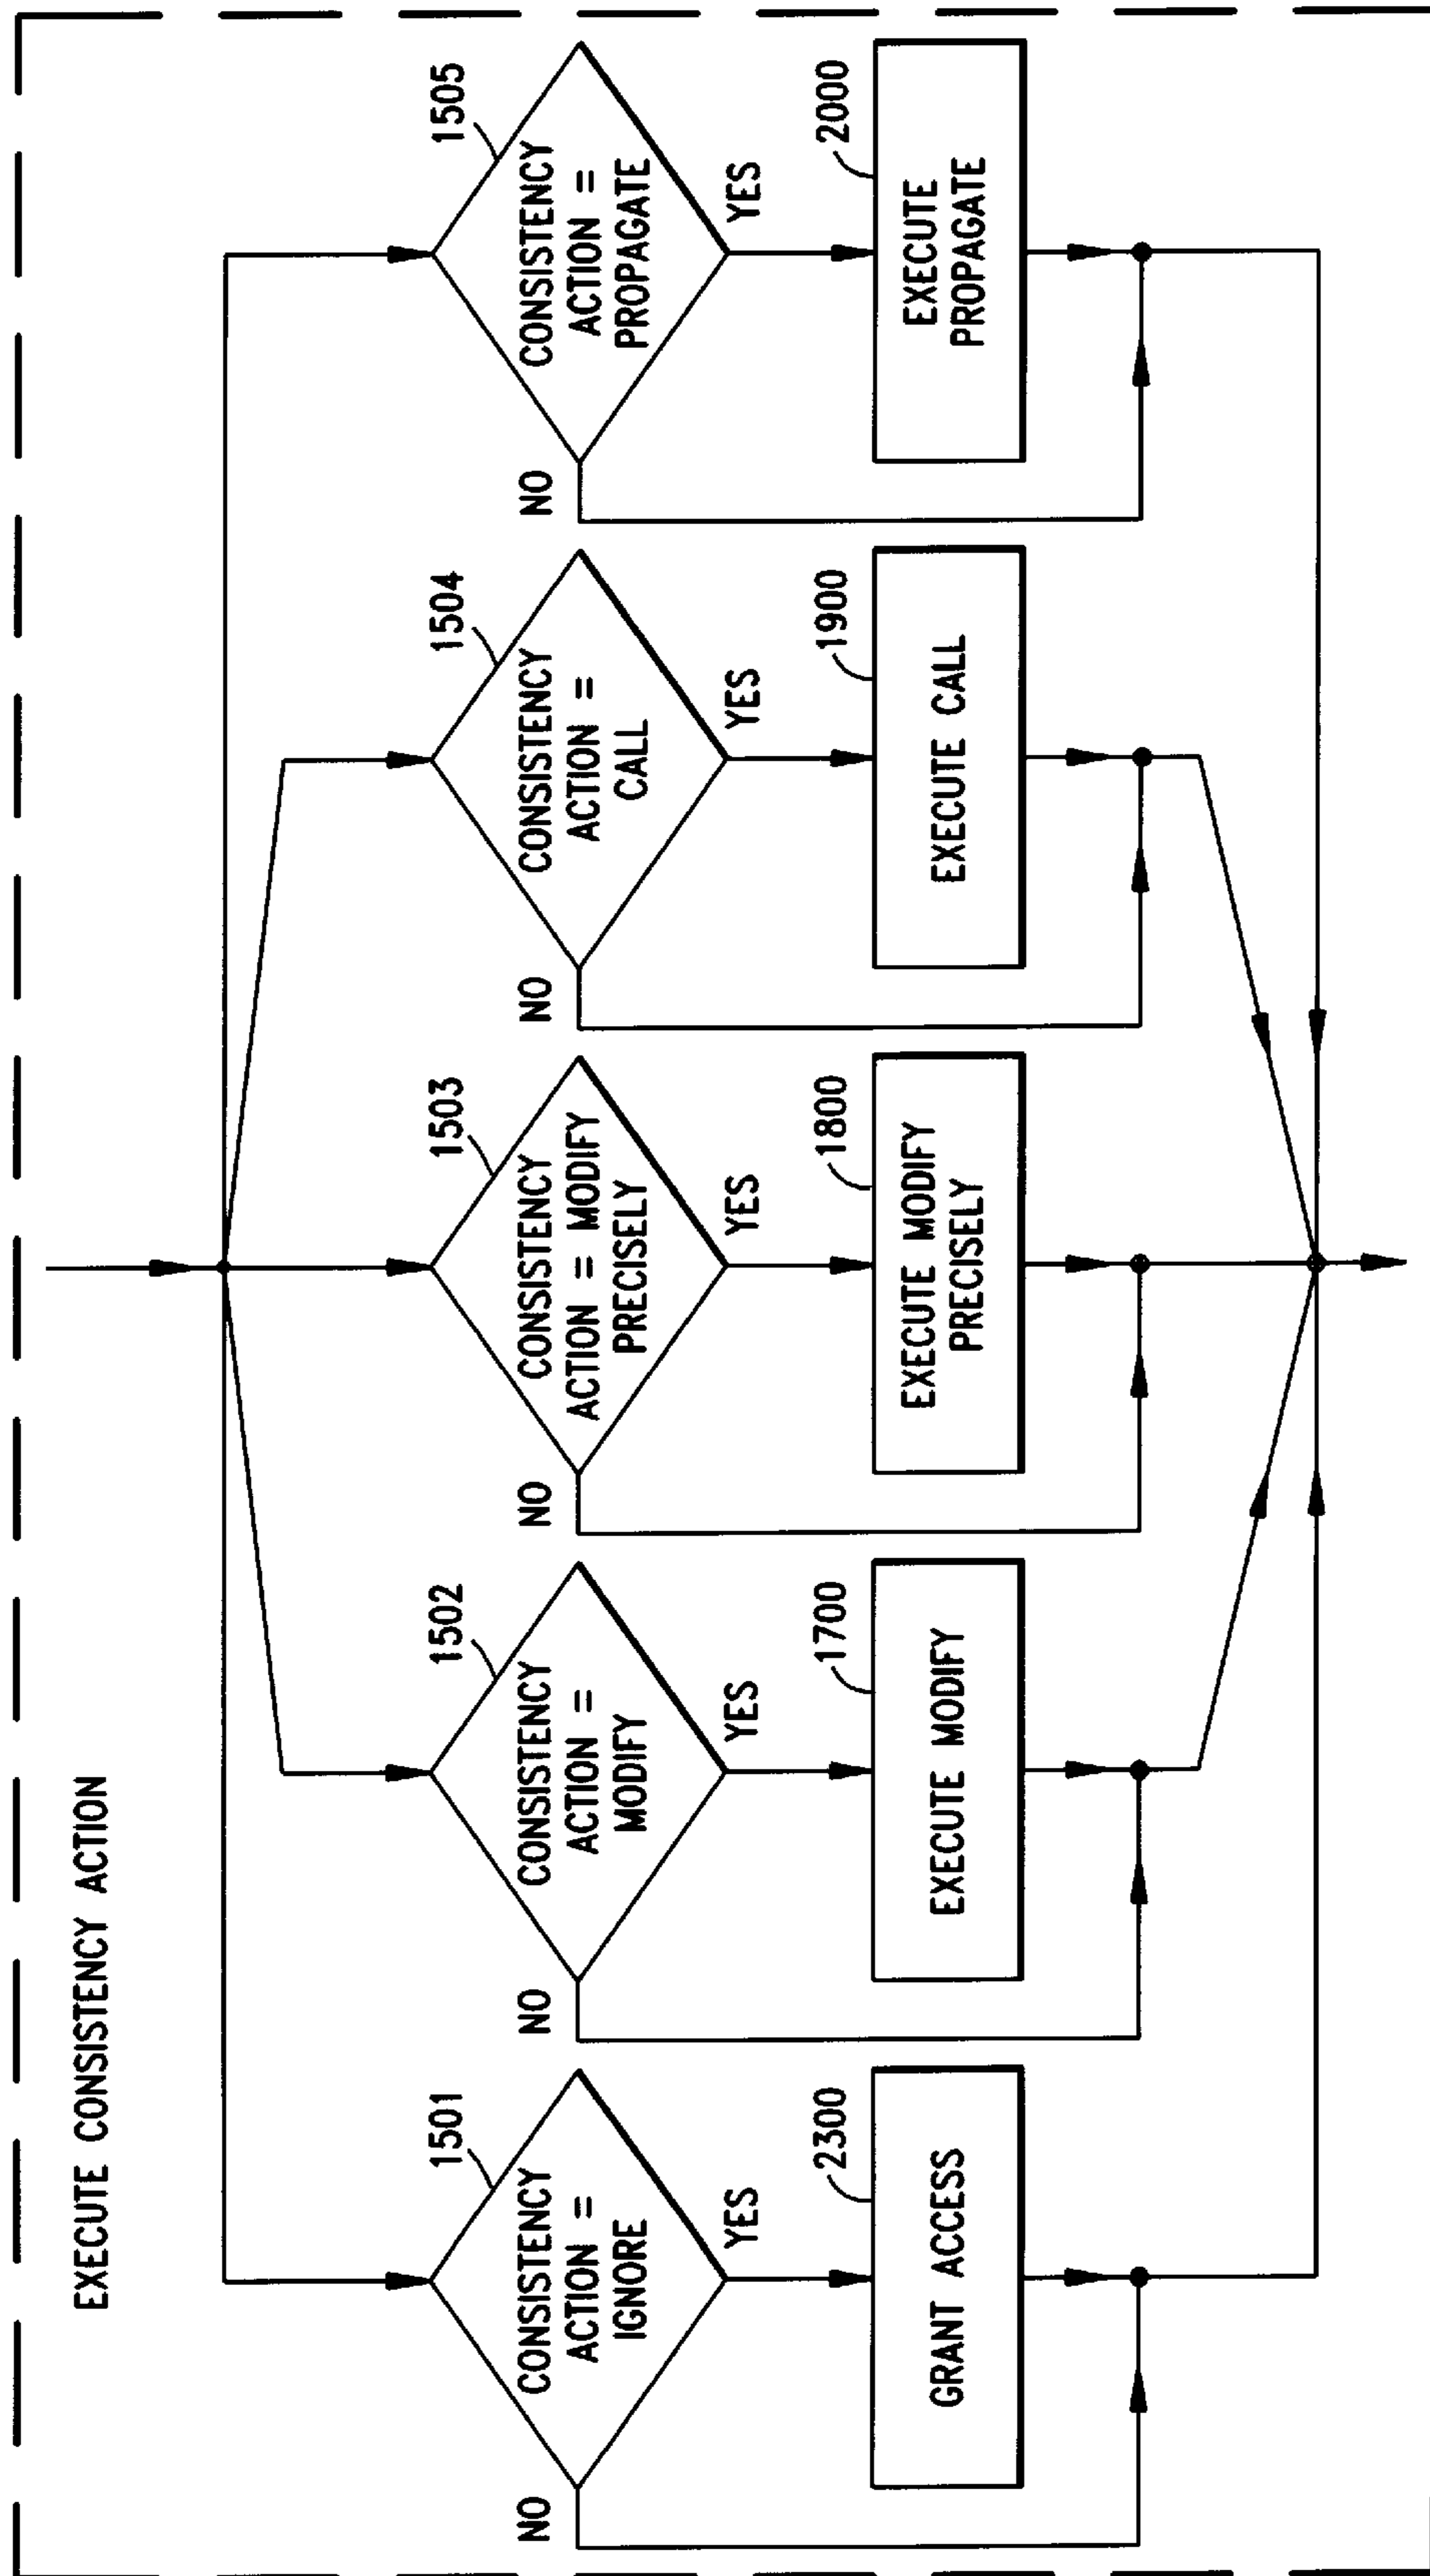 EXECUTE CONSISTENCY ACTION
1501
CONSISTENCY
ACTION =
IGNORE
NO
YES
2300
GRANT ACCESS
1502
CONSISTENCY
ACTION =
MODIFY
NO
YES
1700
EXECUTE MODIFY
1503
CONSISTENCY
ACTION = MODIFY
PRECISELY
NO
YES
1800
EXECUTE MODIFY
PRECISELY
1504
CONSISTENCY
ACTION =
CALL
NO
YES
1900
EXECUTE CALL
1505
CONSISTENCY
ACTION =
PROPAGATE
NO
YES
2000
EXECUTE
PROPAGATE